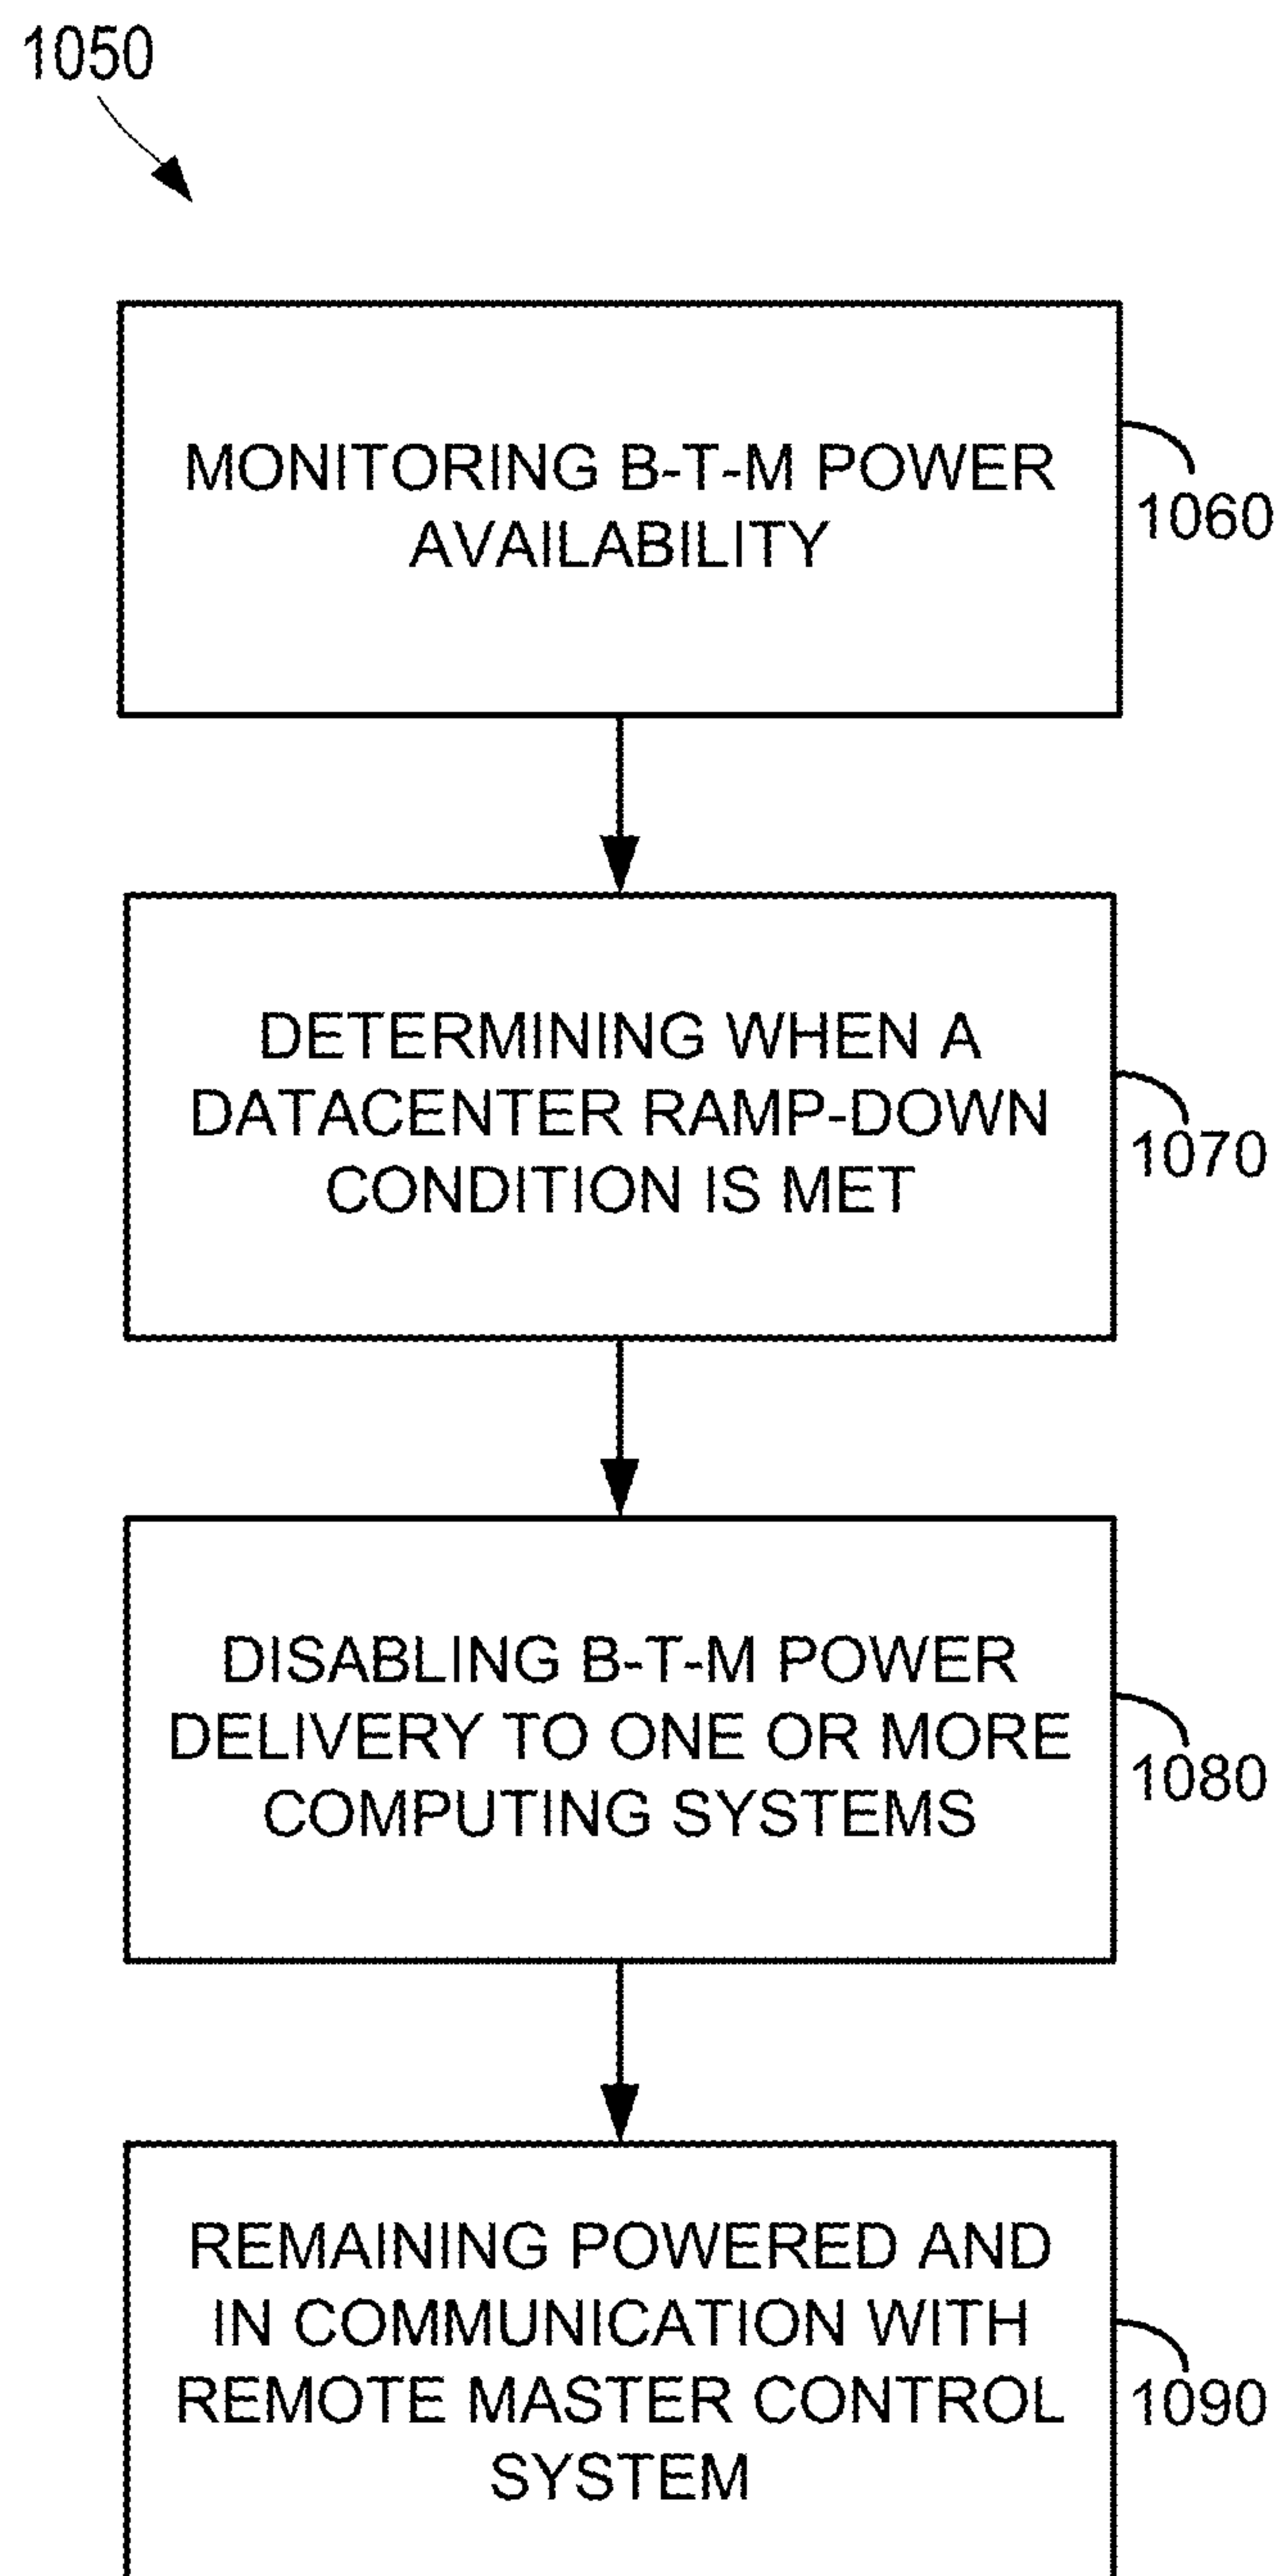 1050
MONITORING B-T-M POWER
AVAILABILITY
1060
DETERMINING WHEN A
DATACENTER RAMP-DOWN
CONDITION IS MET
1070
DISABLING B-T-M POWER
DELIVERY TO ONE OR MORE
COMPUTING SYSTEMS
1080
REMAINING POWERED AND
IN COMMUNICATION WITH
REMOTE MASTER CONTROL
SYSTEM
1090